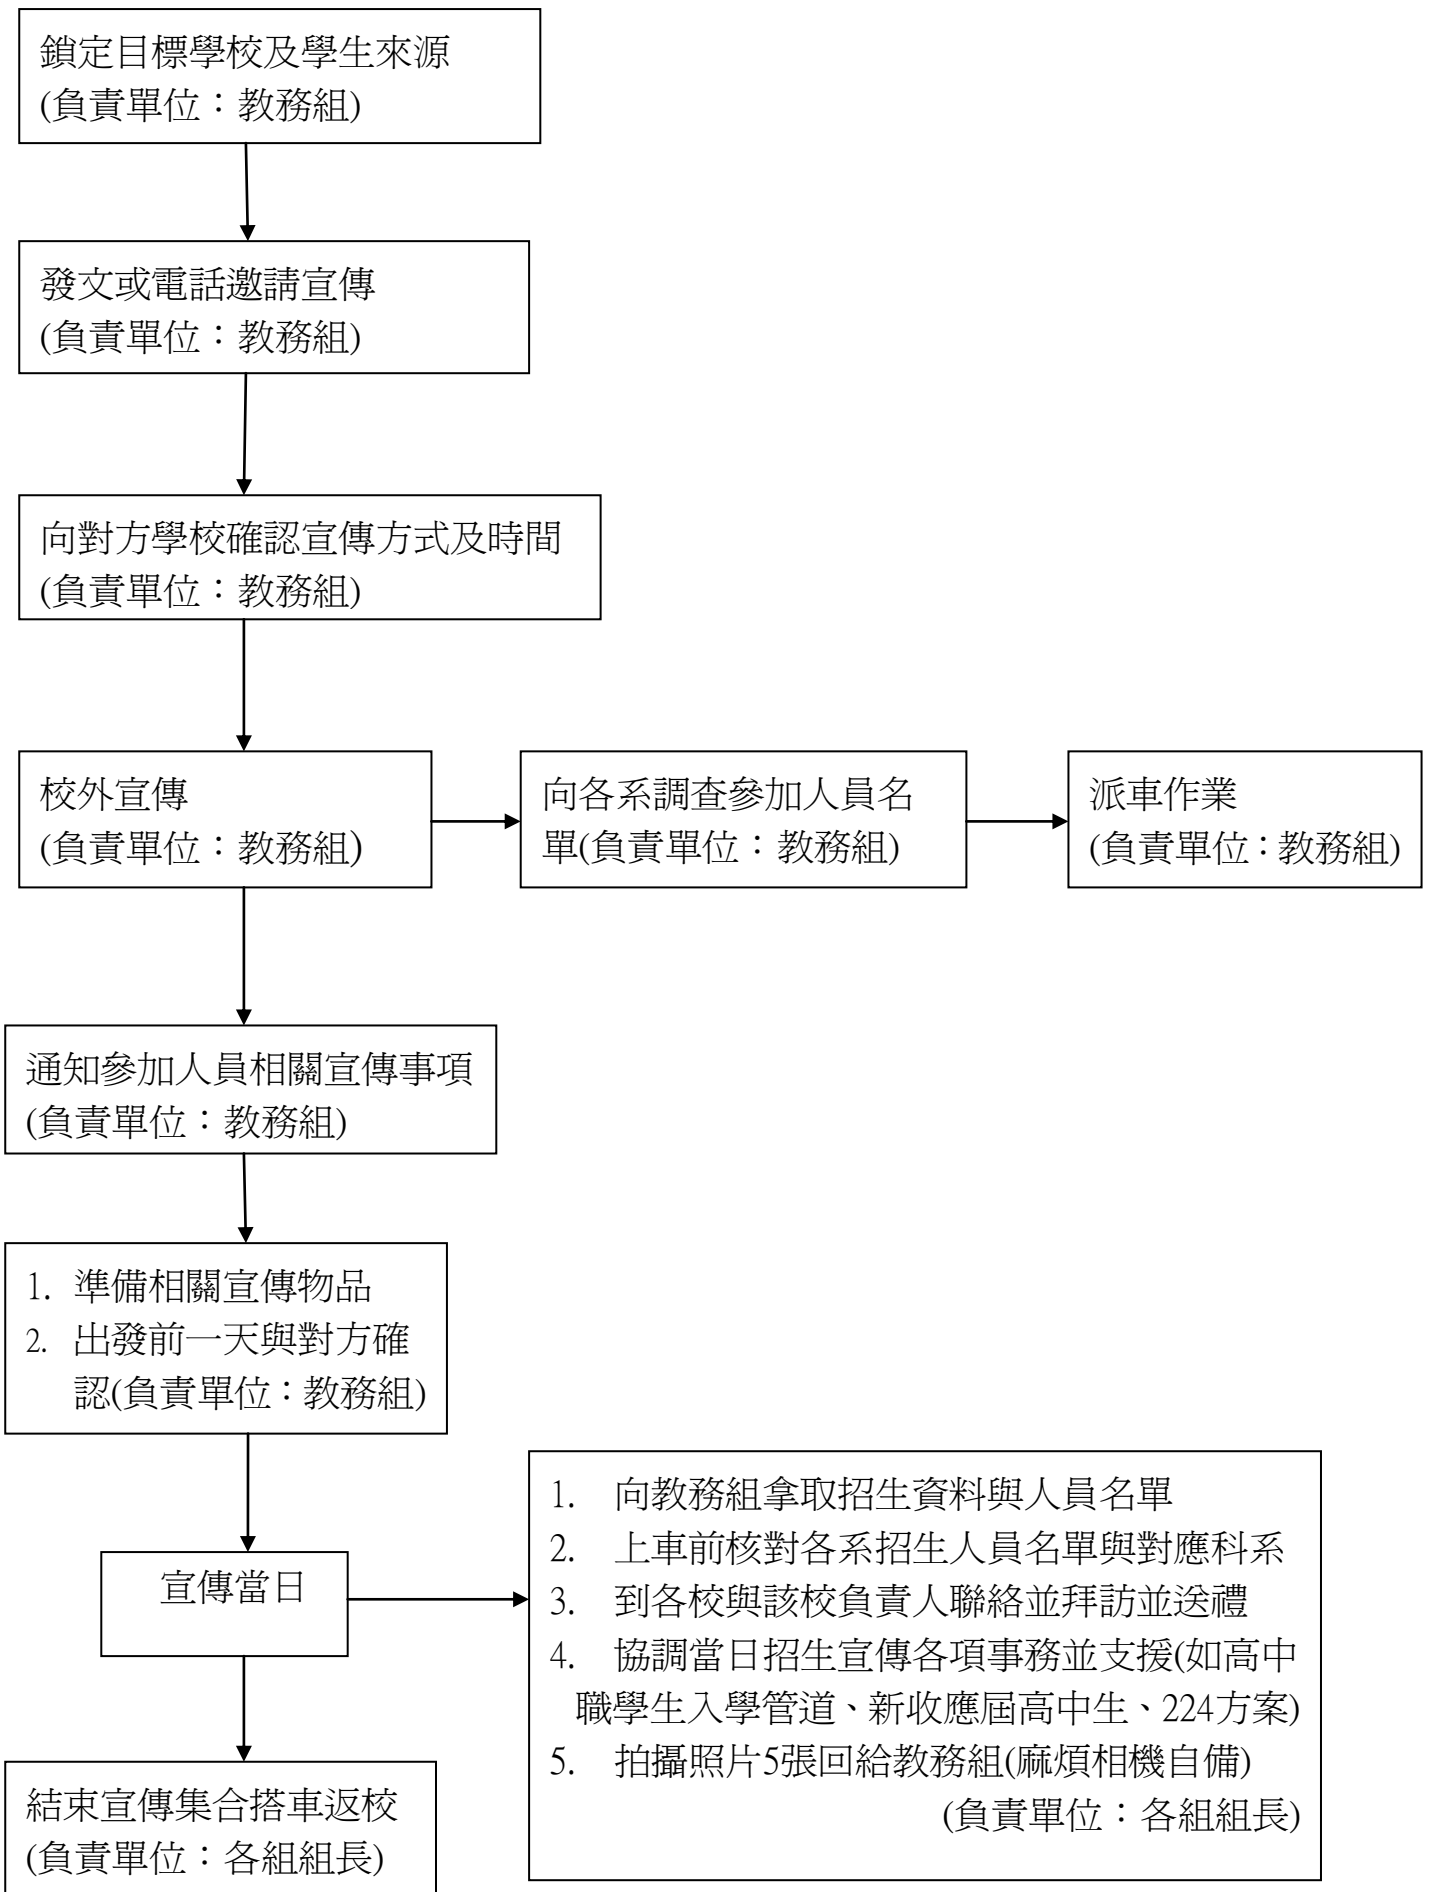 鎖定目標學校及學生來源
(負責單位：教務組)
發文或電話邀請宣傳
(負責單位：教務組)
向對方學校確認宣傳方式及時間
(負責單位：教務組)
校外宣傳
(負責單位：教務組)
向各系調查參加人員名
單(負責單位：教務組)
派車作業
(負責單位：教務組)
通知參加人員相關宣傳事項
(負責單位：教務組)
1. 準備相關宣傳物品
2. 出發前一天與對方確
認(負責單位：教務組)
宣傳當日
1. 向教務組拿取招生資料與人員名單
2. 上車前核對各系招生人員名單與對應科系
3. 到各校與該校負責人聯絡並拜訪並送禮
4. 協調當日招生宣傳各項事務並支援(如高中
職學生入學管道、新收應屆高中生、224方案)
5. 拍攝照片5張回給教務組(麻煩相機自備)
(負責單位：各組組長)
結束宣傳集合搭車返校
(負責單位：各組組長)